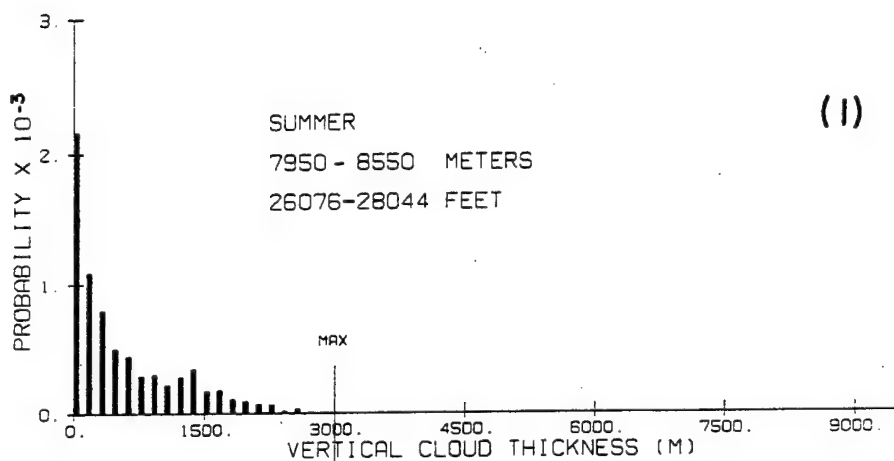 3.
2.
1.
0.
PROBABILITY X 10-3
SUMMER
7950 - 8550 METERS
26076-28044 FEET
(I)
MAX
0. 1500. 3000. 4500. 6000. 7500. 9000.
VERTICAL CLOUD THICKNESS (M)